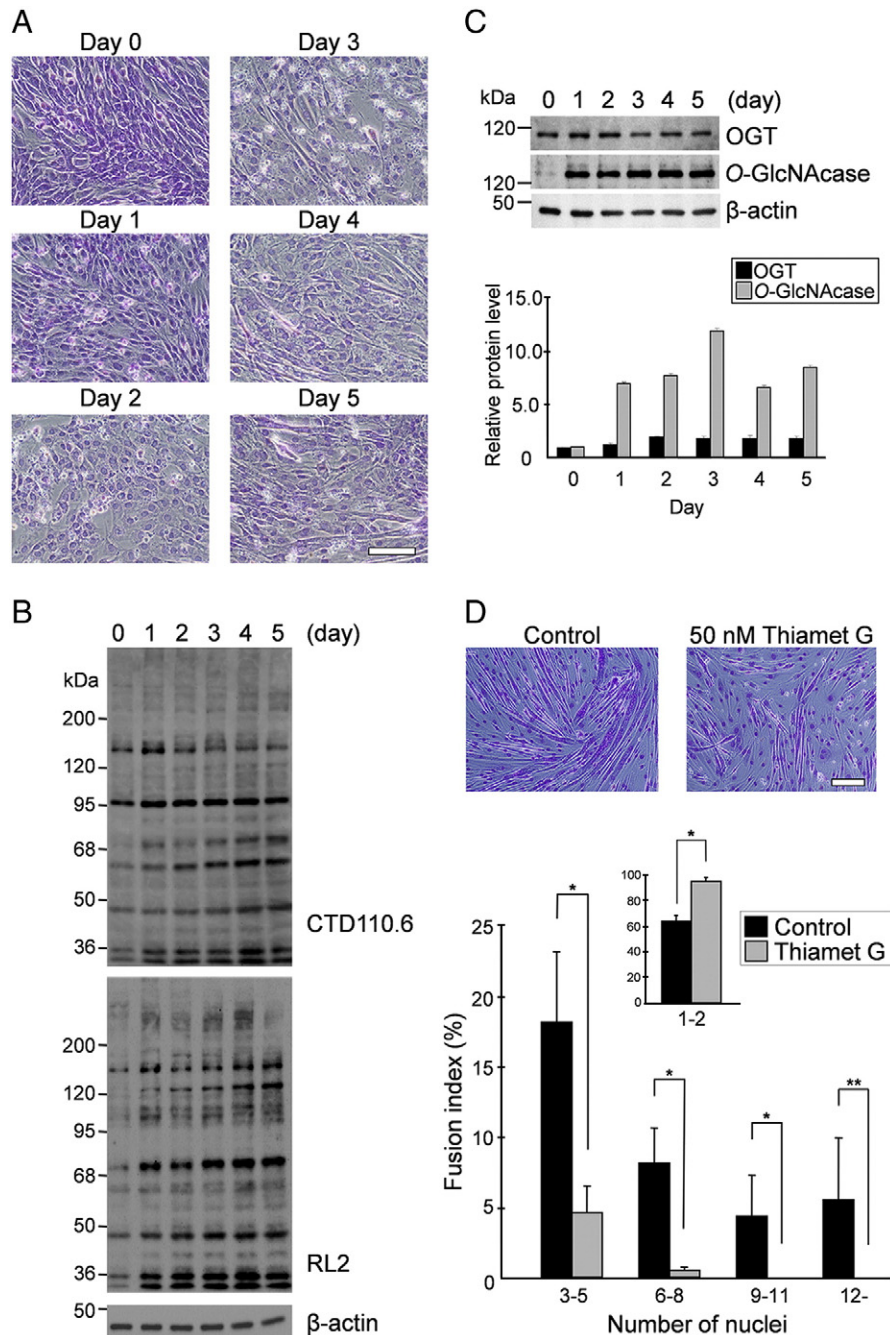 A
Day 0
Day 3
Day 1
Day 4
Day 2
Day 5
B
0 1 2 3 4 5 (day)
kDa
200
120
95
68
50
36
CTD110.6
200
120
95
68
50
36
RL2
50
β-actin
C
kDa 0 1 2 3 4 5 (day)
120 OGT
120 O-GlcNAcase
50 β-actin
OGT
O-GlcNAcase
Relative protein level
15.0
10.0
5.0
0 1 2 3 4 5
Day
D
Control
50 nM Thiamet G
Fusion index (%)
25
20
15
10
5
0
*
*
*
**
*
100
80
60
40
20
0
1-2
Control
Thiamet G
3-5 6-8 9-11 12-
Number of nuclei